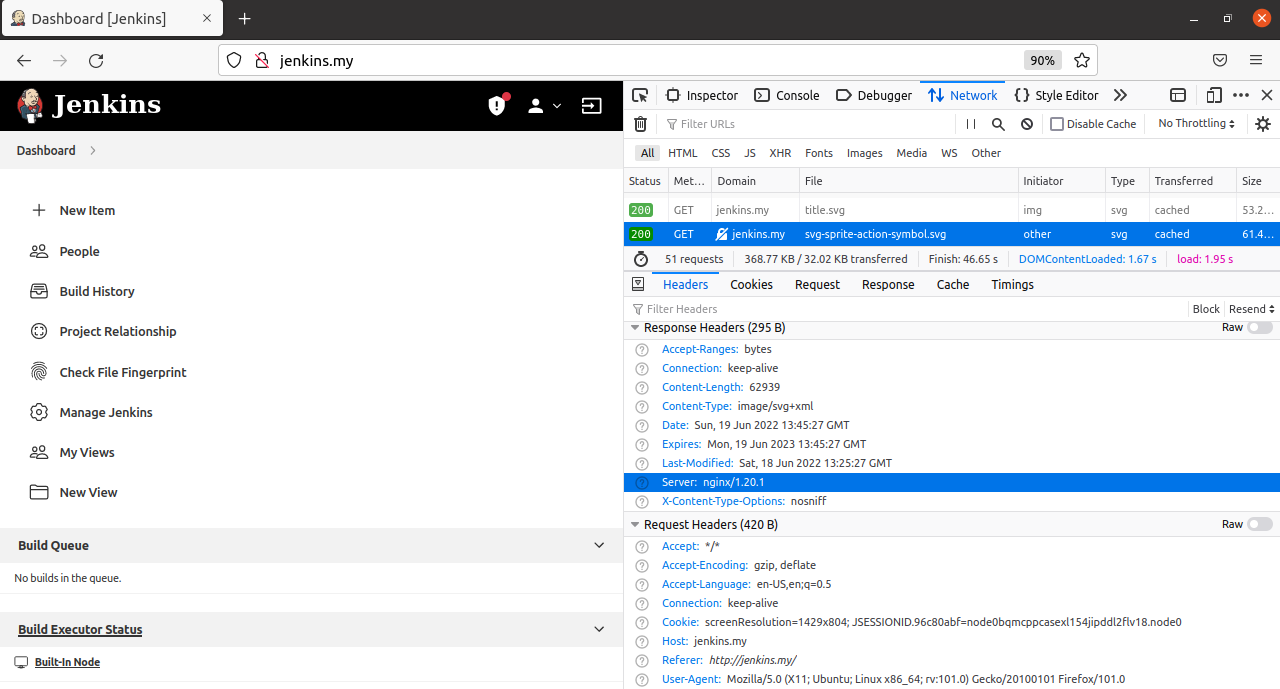 Dashboard [Jenkins]
jenkins.my
90%
Jenkins
Dashboard
New Item
People
Build History
Project Relationship
Check File Fingerprint
Manage Jenkins
My Views
New View
Build Queue
No builds in the queue.
Build Executor Status
Built-In Node
Inspector Console Debugger Network Style Editor
Filter URLs Disable Cache No Throttling
All HTML CSS JS XHR Fonts Images Media WS Other
Status Met... Domain File Initiator Type Transferred Size
200 GET jenkins.my title.svg img svg cached 53.2...
200 GET jenkins.my svg-sprite-action-symbol.svg other svg cached 61.4...
51 requests 368.77 KB / 32.02 KB transferred Finish: 46.65 s DOMContentLoaded: 1.67 s load: 1.95 s
Headers Cookies Request Response Cache Timings
Filter Headers Block Resend
Response Headers (295 B) Raw
Accept-Ranges: bytes
Connection: keep-alive
Content-Length: 62939
Content-Type: image/svg+xml
Date: Sun, 19 Jun 2022 13:45:27 GMT
Expires: Mon, 19 Jun 2023 13:45:27 GMT
Last-Modified: Sat, 18 Jun 2022 13:25:27 GMT
Server: nginx/1.20.1
X-Content-Type-Options: nosniff
Request Headers (420 B) Raw
Accept: */*
Accept-Encoding: gzip, deflate
Accept-Language: en-US,en;q=0.5
Connection: keep-alive
Cookie: screenResolution=1429x804; JSESSIONID.96c80abf=node0bqmcppcasexl154jipddl2flv18.node0
Host: jenkins.my
Referer: http://jenkins.my/
User-Agent: Mozilla/5.0 (X11; Ubuntu; Linux x86_64; rv:101.0) Gecko/20100101 Firefox/101.0